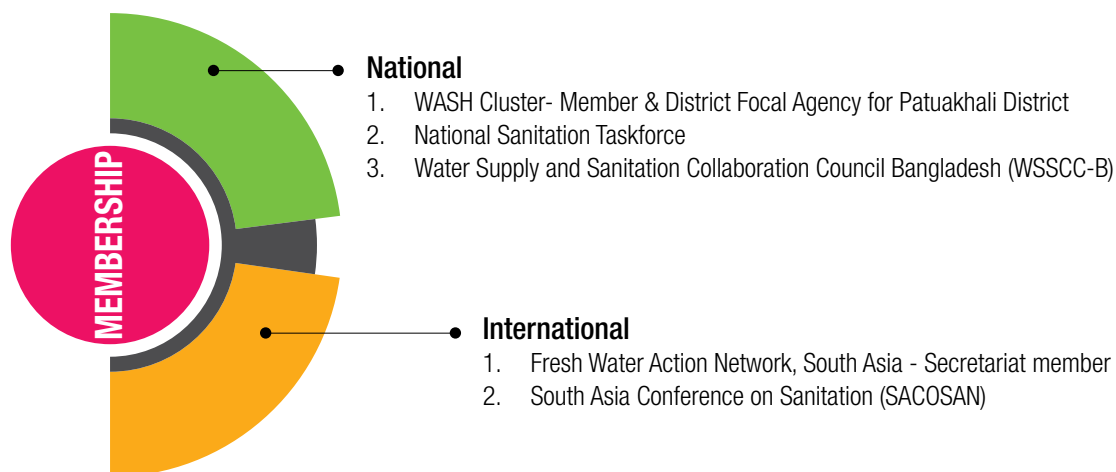 MEMBERSHIP
National
1. WASH Cluster- Member & District Focal Agency for Patuakhali District
2. National Sanitation Taskforce
3. Water Supply and Sanitation Collaboration Council Bangladesh (WSSCC-B)
International
1. Fresh Water Action Network, South Asia - Secretariat member
2. South Asia Conference on Sanitation (SACOSAN)